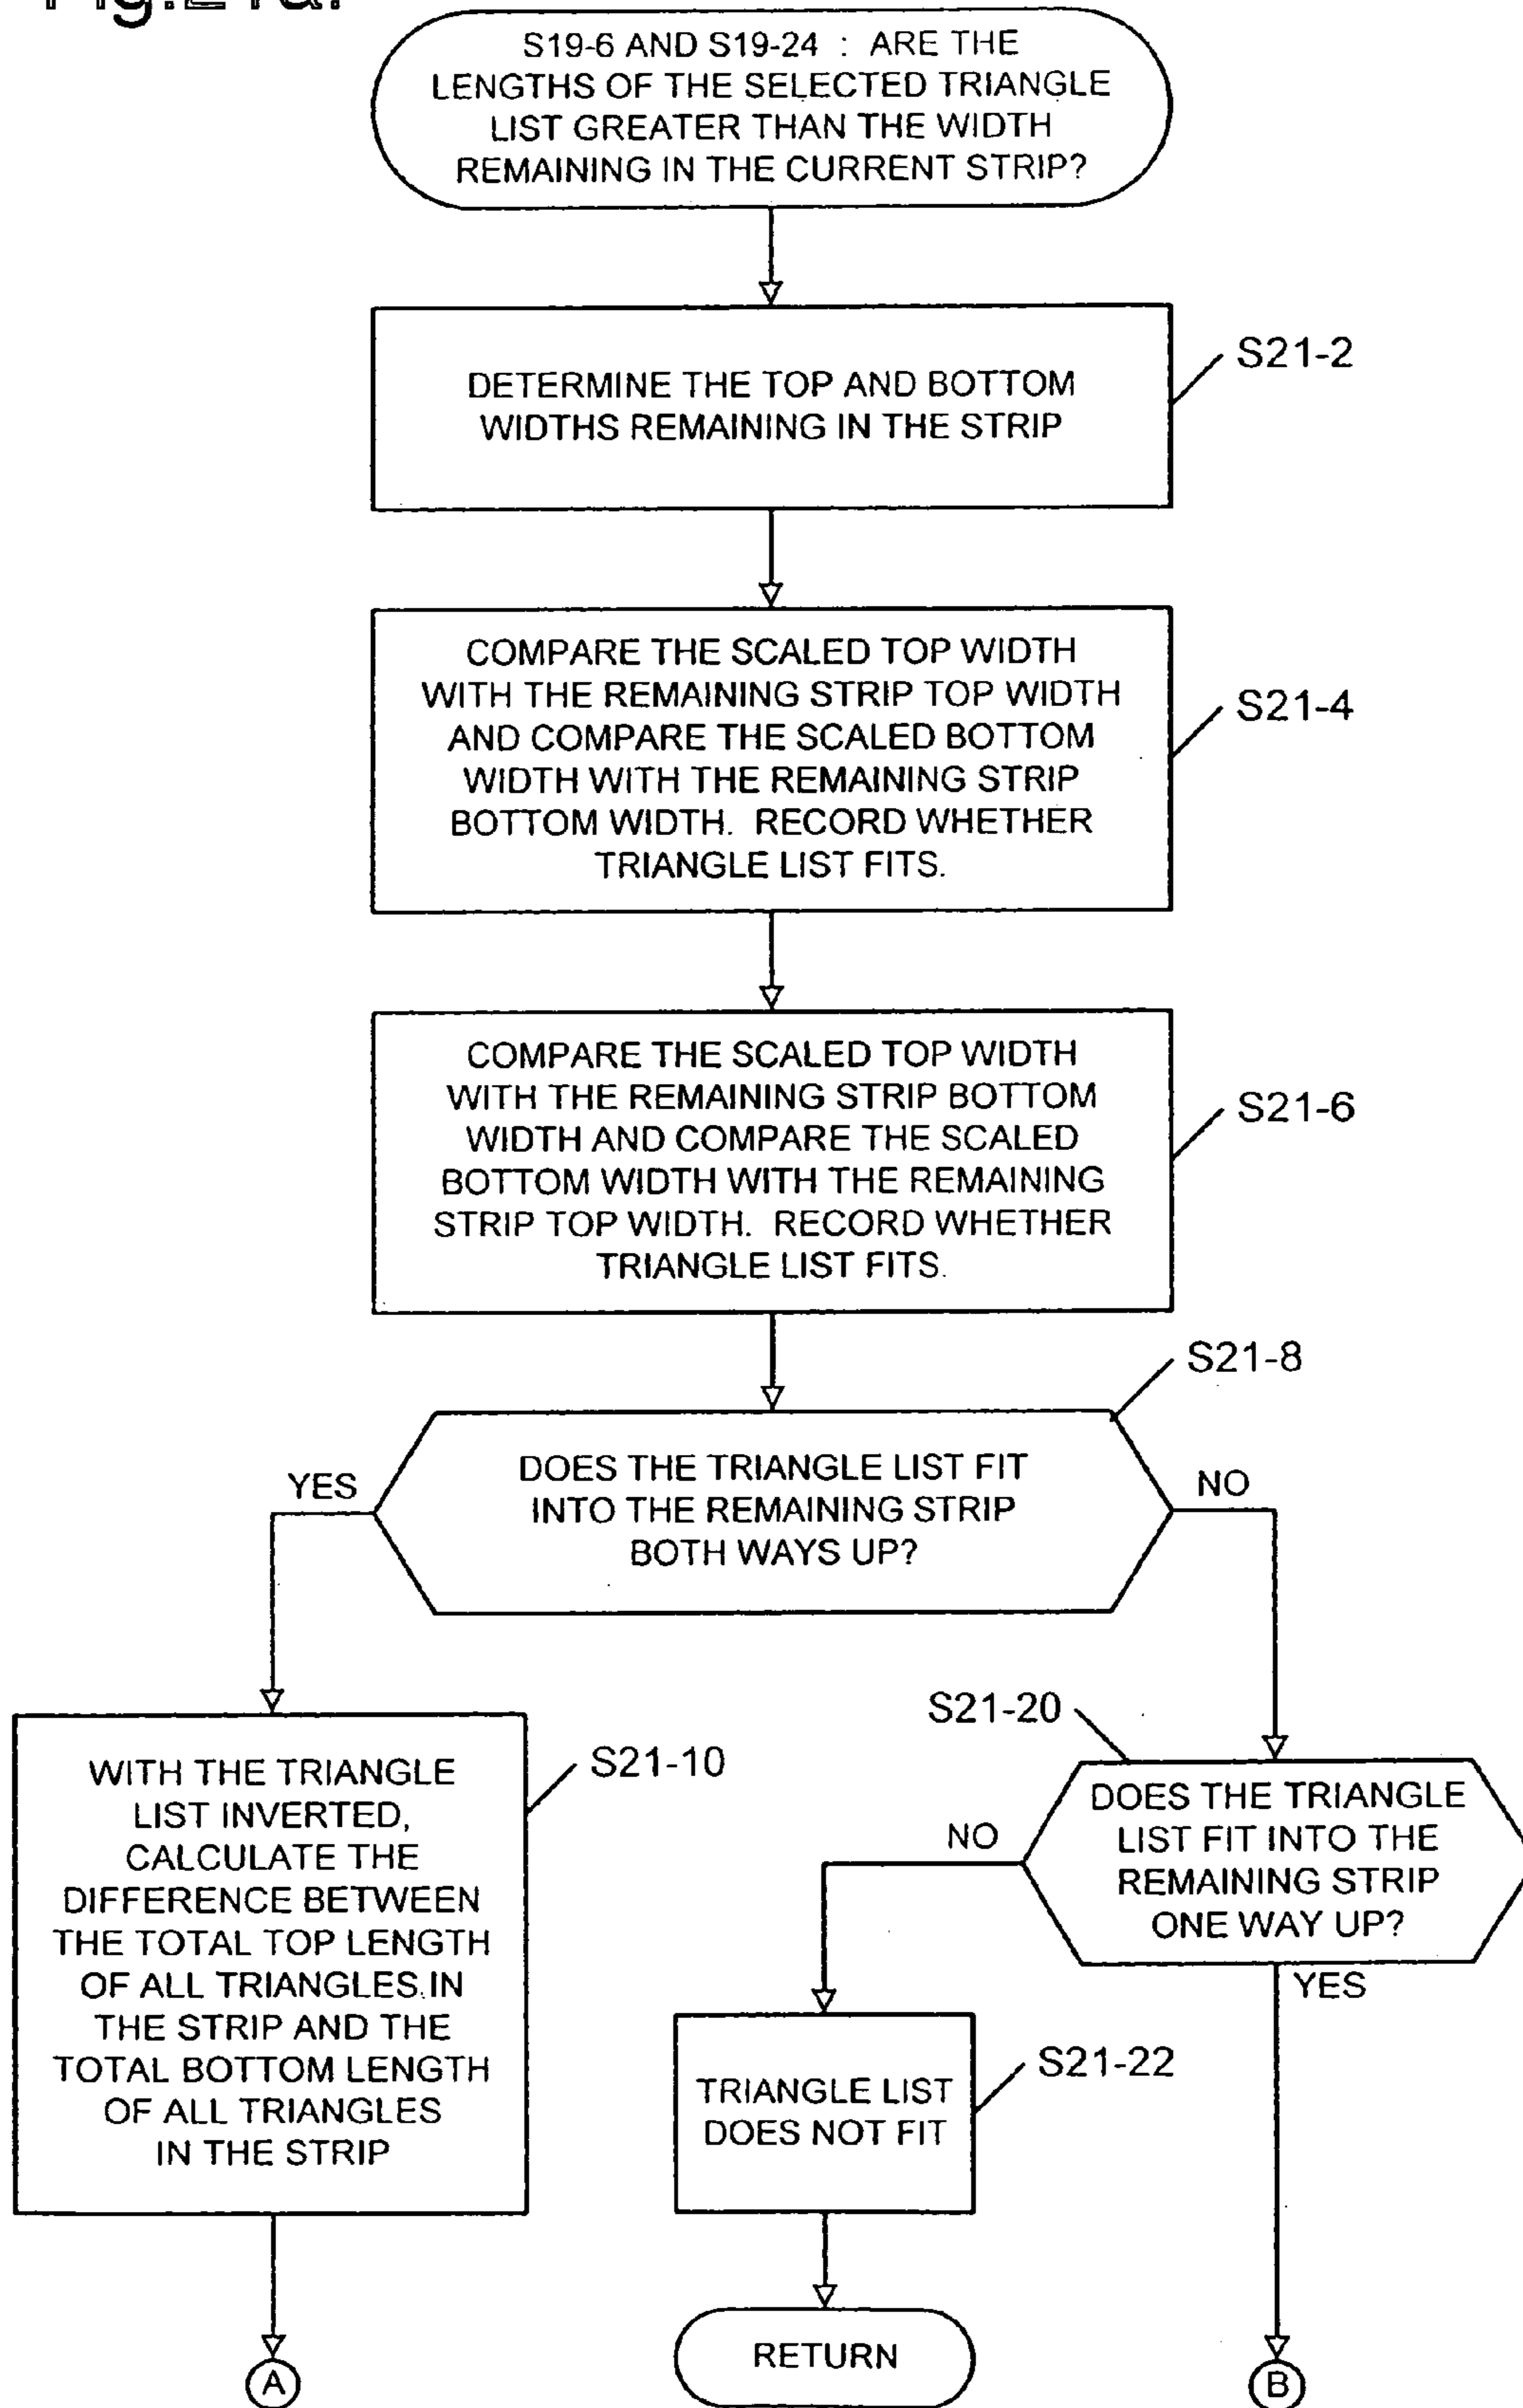 Fig.21a.
S19-6 AND S19-24 : ARE THE
LENGTHS OF THE SELECTED TRIANGLE
LIST GREATER THAN THE WIDTH
REMAINING IN THE CURRENT STRIP?
DETERMINE THE TOP AND BOTTOM
WIDTHS REMAINING IN THE STRIP
S21-2
COMPARE THE SCALED TOP WIDTH
WITH THE REMAINING STRIP TOP WIDTH
AND COMPARE THE SCALED BOTTOM
WIDTH WITH THE REMAINING STRIP
BOTTOM WIDTH. RECORD WHETHER
TRIANGLE LIST FITS.
S21-4
COMPARE THE SCALED TOP WIDTH
WITH THE REMAINING STRIP BOTTOM
WIDTH AND COMPARE THE SCALED
BOTTOM WIDTH WITH THE REMAINING
STRIP TOP WIDTH. RECORD WHETHER
TRIANGLE LIST FITS.
S21-6
S21-8
DOES THE TRIANGLE LIST FIT
INTO THE REMAINING STRIP
BOTH WAYS UP?
YES
NO
WITH THE TRIANGLE
LIST INVERTED,
CALCULATE THE
DIFFERENCE BETWEEN
THE TOTAL TOP LENGTH
OF ALL TRIANGLES IN
THE STRIP AND THE
TOTAL BOTTOM LENGTH
OF ALL TRIANGLES
IN THE STRIP
S21-10
S21-20
DOES THE TRIANGLE
LIST FIT INTO THE
REMAINING STRIP
ONE WAY UP?
NO
YES
TRIANGLE LIST
DOES NOT FIT
S21-22
RETURN
A
B